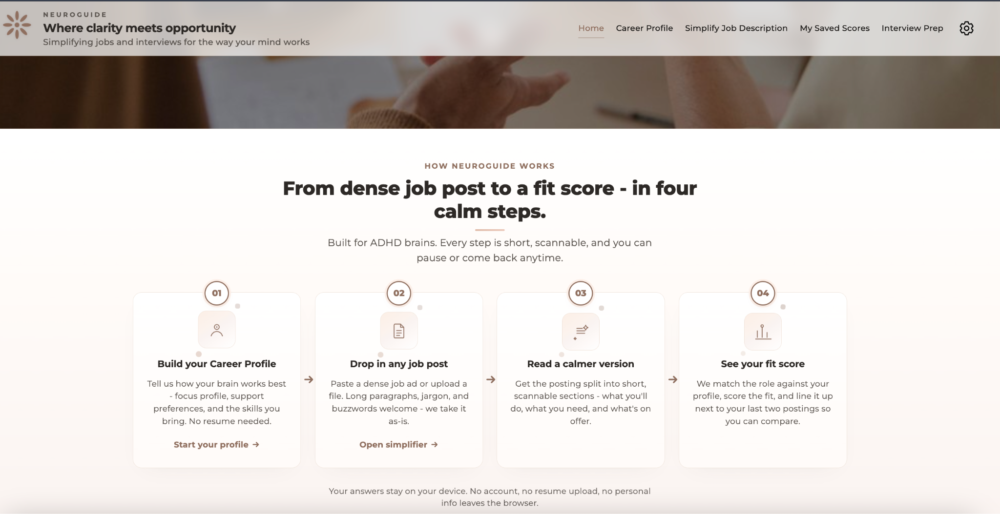 NEUROGUIDE
Where clarity meets opportunity
Simplifying jobs and interviews for the way your mind works
Home
Career Profile
Simplify Job Description
My Saved Scores
Interview Prep
HOW NEUROGUIDE WORKS
From dense job post to a fit score - in four
calm steps.
Built for ADHD brains. Every step is short, scannable, and you can
pause or come back anytime.
01
Build your Career Profile
Tell us how your brain works best
- focus profile, support
preferences, and the skills you
bring. No resume needed.
Start your profile →
→
02
Drop in any job post
Paste a dense job ad or upload a
file. Long paragraphs, jargon, and
buzzwords welcome - we take it
as-is.
Open simplifier →
→
03
Read a calmer version
Get the posting split into short,
scannable sections - what you'll
do, what you need, and what's on
offer.
→
04
See your fit score
We match the role against your
profile, score the fit, and line it up
next to your last two postings so
you can compare.
Your answers stay on your device. No account, no resume upload, no personal
info leaves the browser.